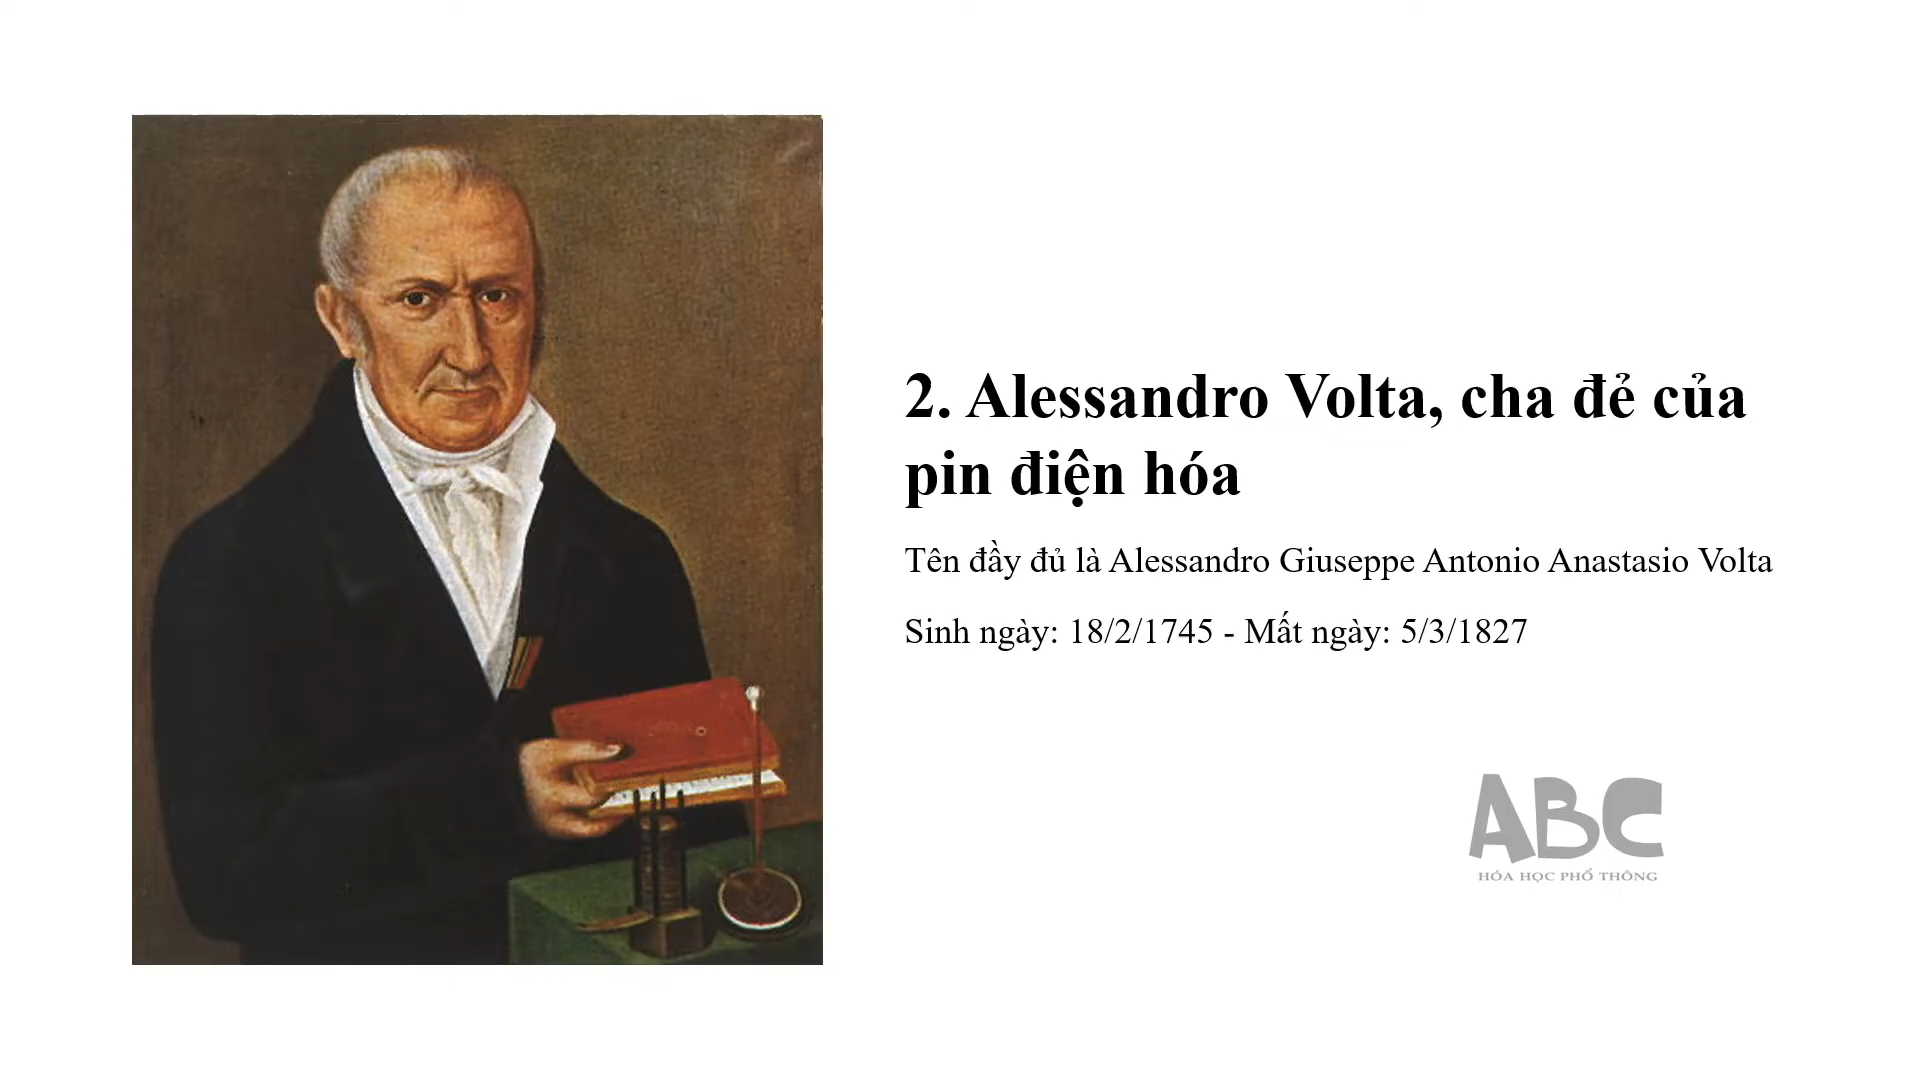 2. Alessandro Volta, cha đẻ của
pin điện hóa
Tên đầy đủ là Alessandro Giuseppe Antonio Anastasio Volta
Sinh ngày: 18/2/1745 - Mất ngày: 5/3/1827
ABC
HÓA HỌC PHỔ THÔNG